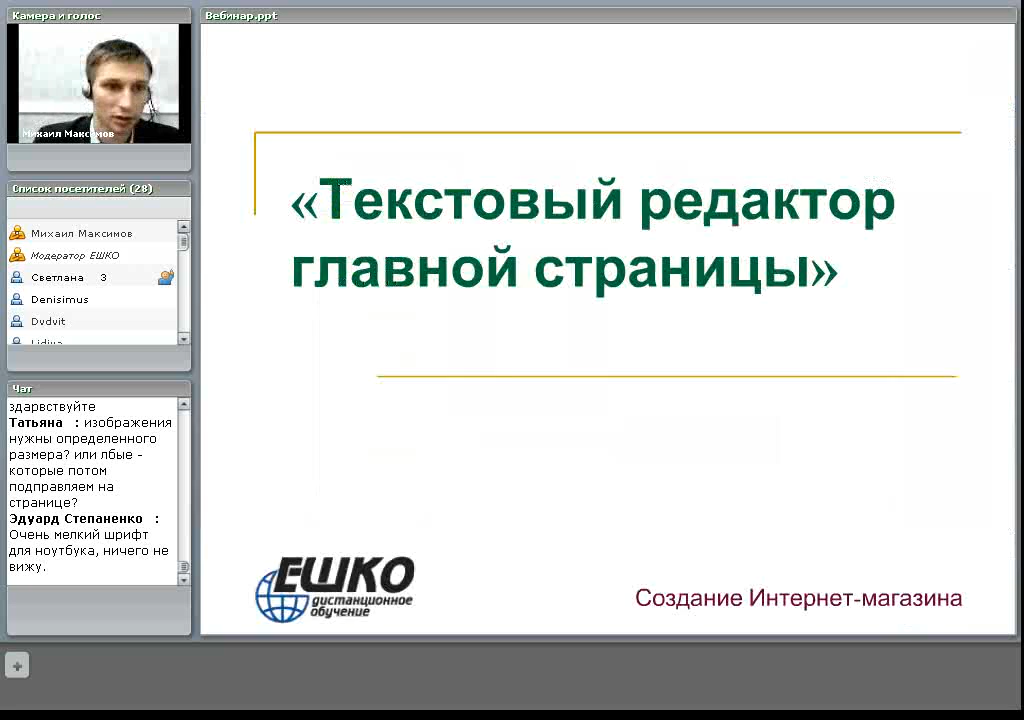 Камера и голос
Михаил Максимов
Список посетителей (28)
Михаил Максимов
Модератор ЕШКО
Светлана 3
Denisimus
Dvdvit
Lidiya
Чат
здарвствуйте
Татьяна : изображения
нужны определенного
размера? или лбые -
которые потом
подправляем на
странице?
Эдуард Степаненко :
Очень мелкий шрифт
для ноутбука, ничего не
вижу.
Вебинар.ppt
«Текстовый редактор
главной страницы»
ЕШКО
дистанционное
обучение
Создание Интернет-магазина